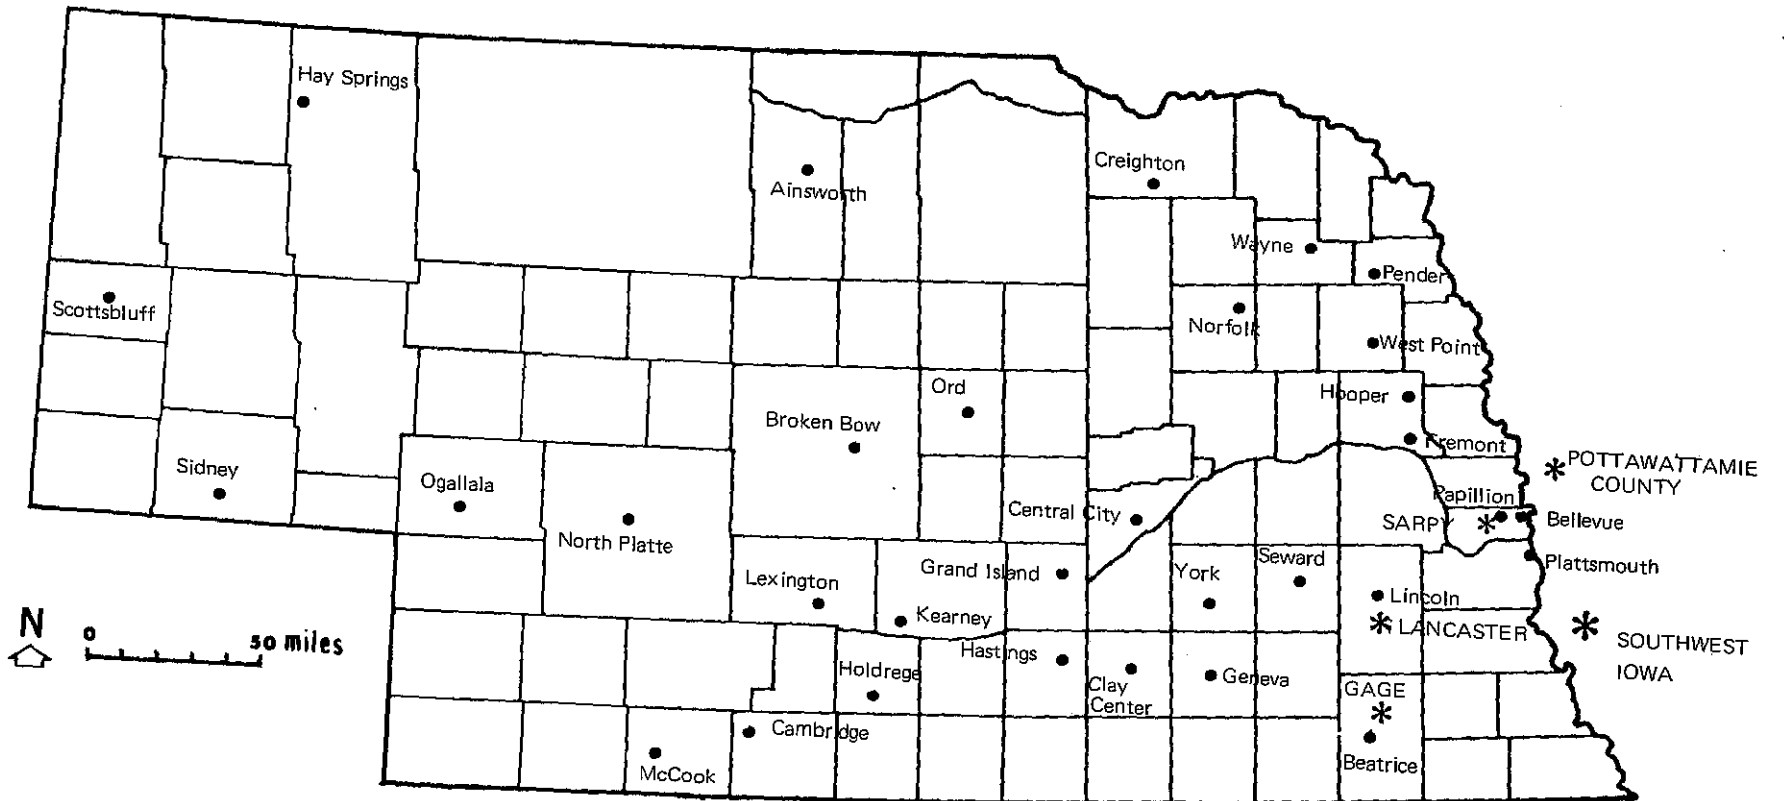 Hay Springs
Creighton
Ainsworth
Wayne
Pender
Scottsbluff
Norfolk
West Point
Ord
Hooper
Broken Bow
Fremont
Sidney
Ogallala
* POTTAWATTAMIE
COUNTY
Papillion
Central City
SARPY *
Bellevue
North Platte
Seward
Plattsmouth
Grand Island
York
Lexington
Lincoln
Kearney
* LANCASTER
N
0
50 miles
* SOUTHWEST
IOWA
Hastings
Holdrege
Geneva
Clay
Center
GAGE
*
Cambridge
McCook
Beatrice